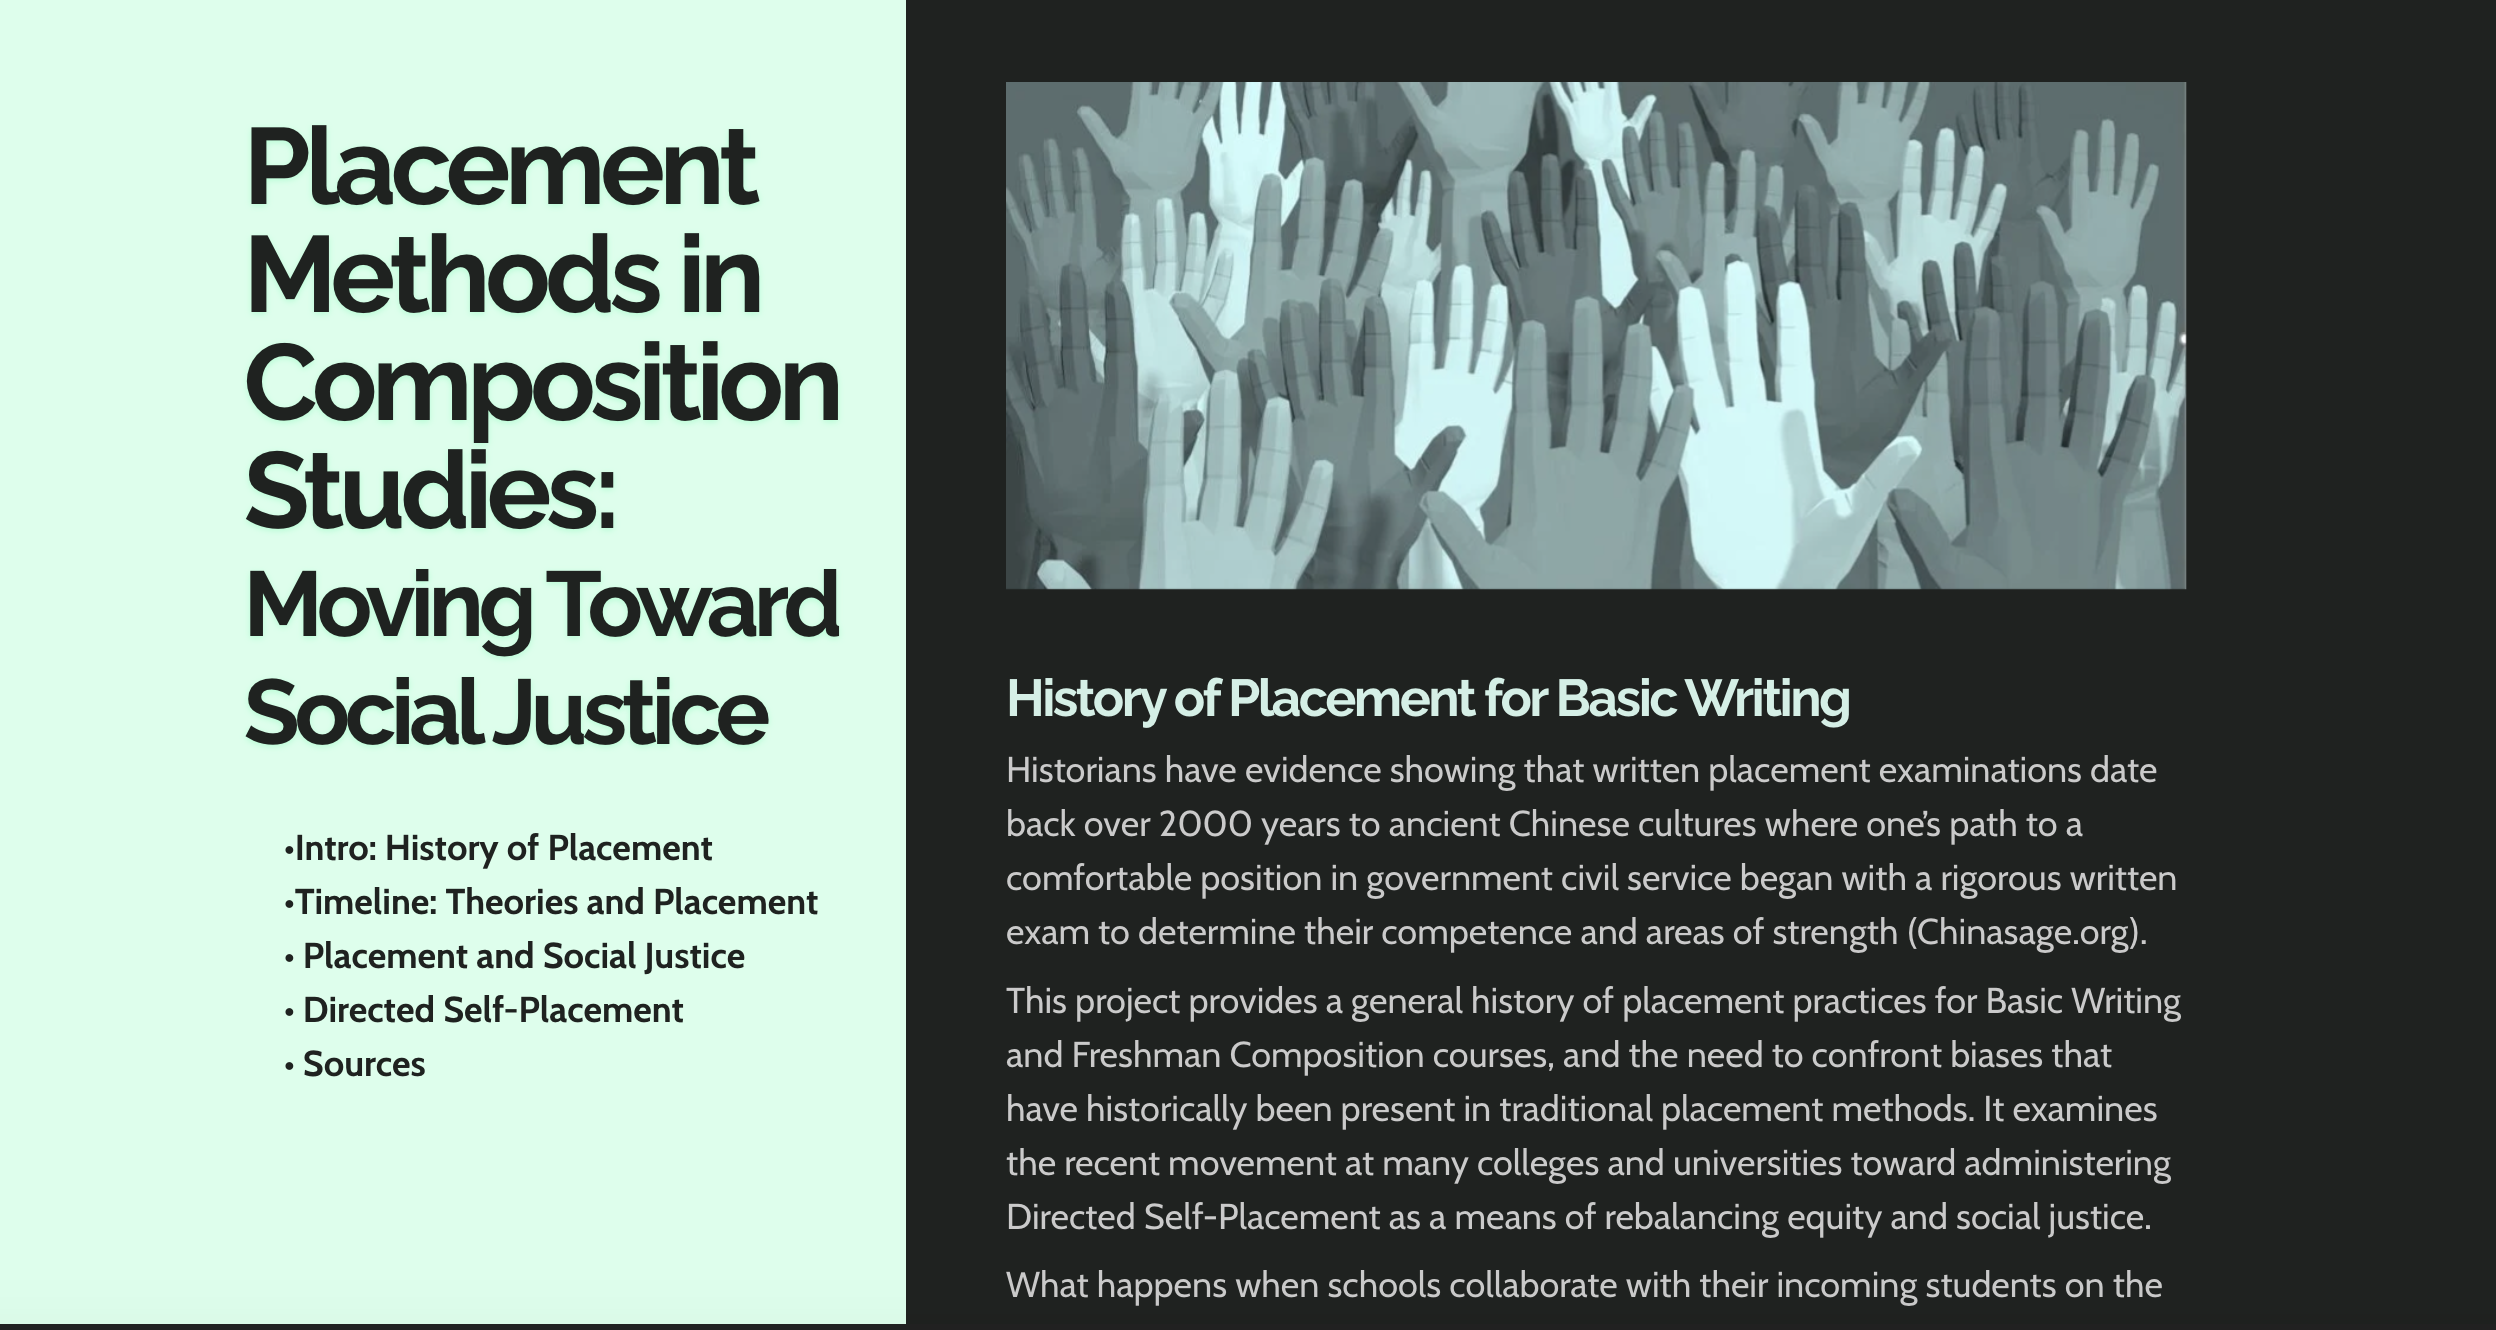 Placement
Methods in
Composition
Studies:
Moving Toward
Social Justice
•Intro: History of Placement
•Timeline: Theories and Placement
• Placement and Social Justice
• Directed Self-Placement
• Sources
History of Placement for Basic Writing
Historians have evidence showing that written placement examinations date
back over 2000 years to ancient Chinese cultures where one’s path to a
comfortable position in government civil service began with a rigorous written
exam to determine their competence and areas of strength (Chinasage.org).
This project provides a general history of placement practices for Basic Writing
and Freshman Composition courses, and the need to confront biases that
have historically been present in traditional placement methods. It examines
the recent movement at many colleges and universities toward administering
Directed Self-Placement as a means of rebalancing equity and social justice.
What happens when schools collaborate with their incoming students on the